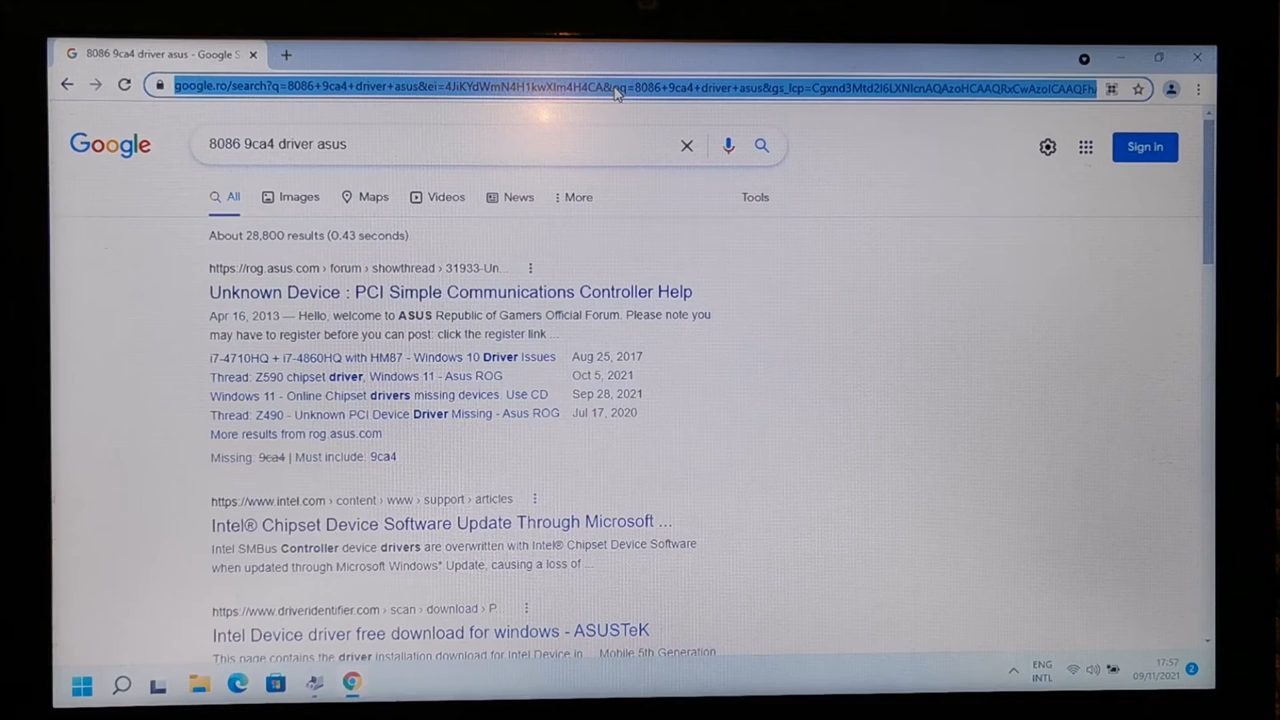 8086 9ca4 driver asus - Google S
google.ro/search?q=8086+9ca4+driver+asus&ei=
=8086+9ca4+driver+asus&gs_lcp=
Google
8086 9ca4 driver asus
Sign in
All
Images
Maps
Videos
News
More
Tools
About 28,800 results (0.43 seconds)
https://rog.asus.com › forum › showthread › 31933-Un...
Unknown Device : PCI Simple Communications Controller Help
Apr 16, 2013 — Hello, welcome to ASUS Republic of Gamers Official Forum. Please note you
may have to register before you can post: click the register link ...
i7-4710HQ + i7-4860HQ with HM87 - Windows 10 Driver Issues Aug 25, 2017
Thread: Z590 chipset driver, Windows 11 - Asus ROG Oct 5, 2021
Windows 11 - Online Chipset drivers missing devices. Use CD Sep 28, 2021
Thread: Z490 - Unknown PCI Device Driver Missing - Asus ROG Jul 17, 2020
More results from rog.asus.com
Missing: 9ca4 | Must include: 9ca4
https://www.intel.com › content › www › support › articles
Intel® Chipset Device Software Update Through Microsoft ...
Intel SMBus Controller device drivers are overwritten with Intel® Chipset Device Software
when updated through Microsoft Windows* Update, causing a loss of ...
https://www.driveridentifier.com › scan › download › P...
Intel Device driver free download for windows - ASUSTeK
This page contains the driver installation download for Intel Device in ... Mobile 5th Generation
ENG
INTL
17:57
09/11/2021
2